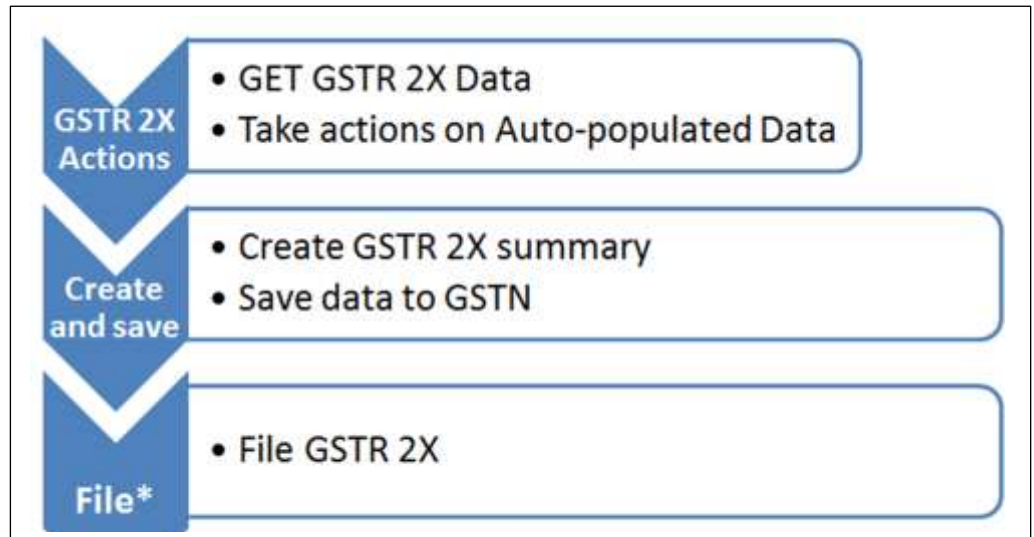 GSTR 2X
Actions
• GET GSTR 2X Data
• Take actions on Auto-populated Data
Create
and save
• Create GSTR 2X summary
• Save data to GSTN
File*
• File GSTR 2X